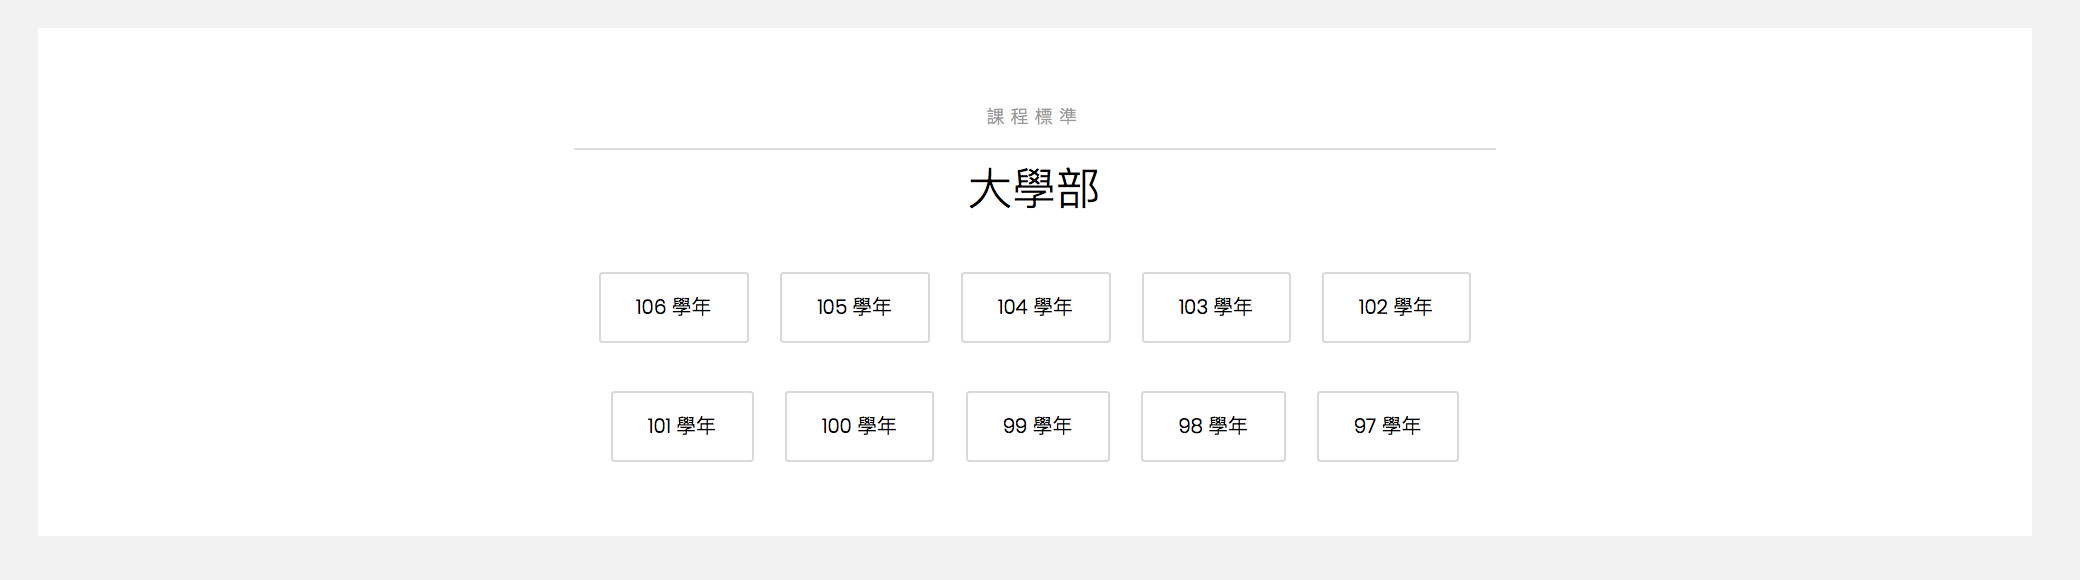 課程標準
大學部
106 學年 105 學年 104 學年 103 學年 102 學年
101 學年 100 學年 99 學年 98 學年 97 學年